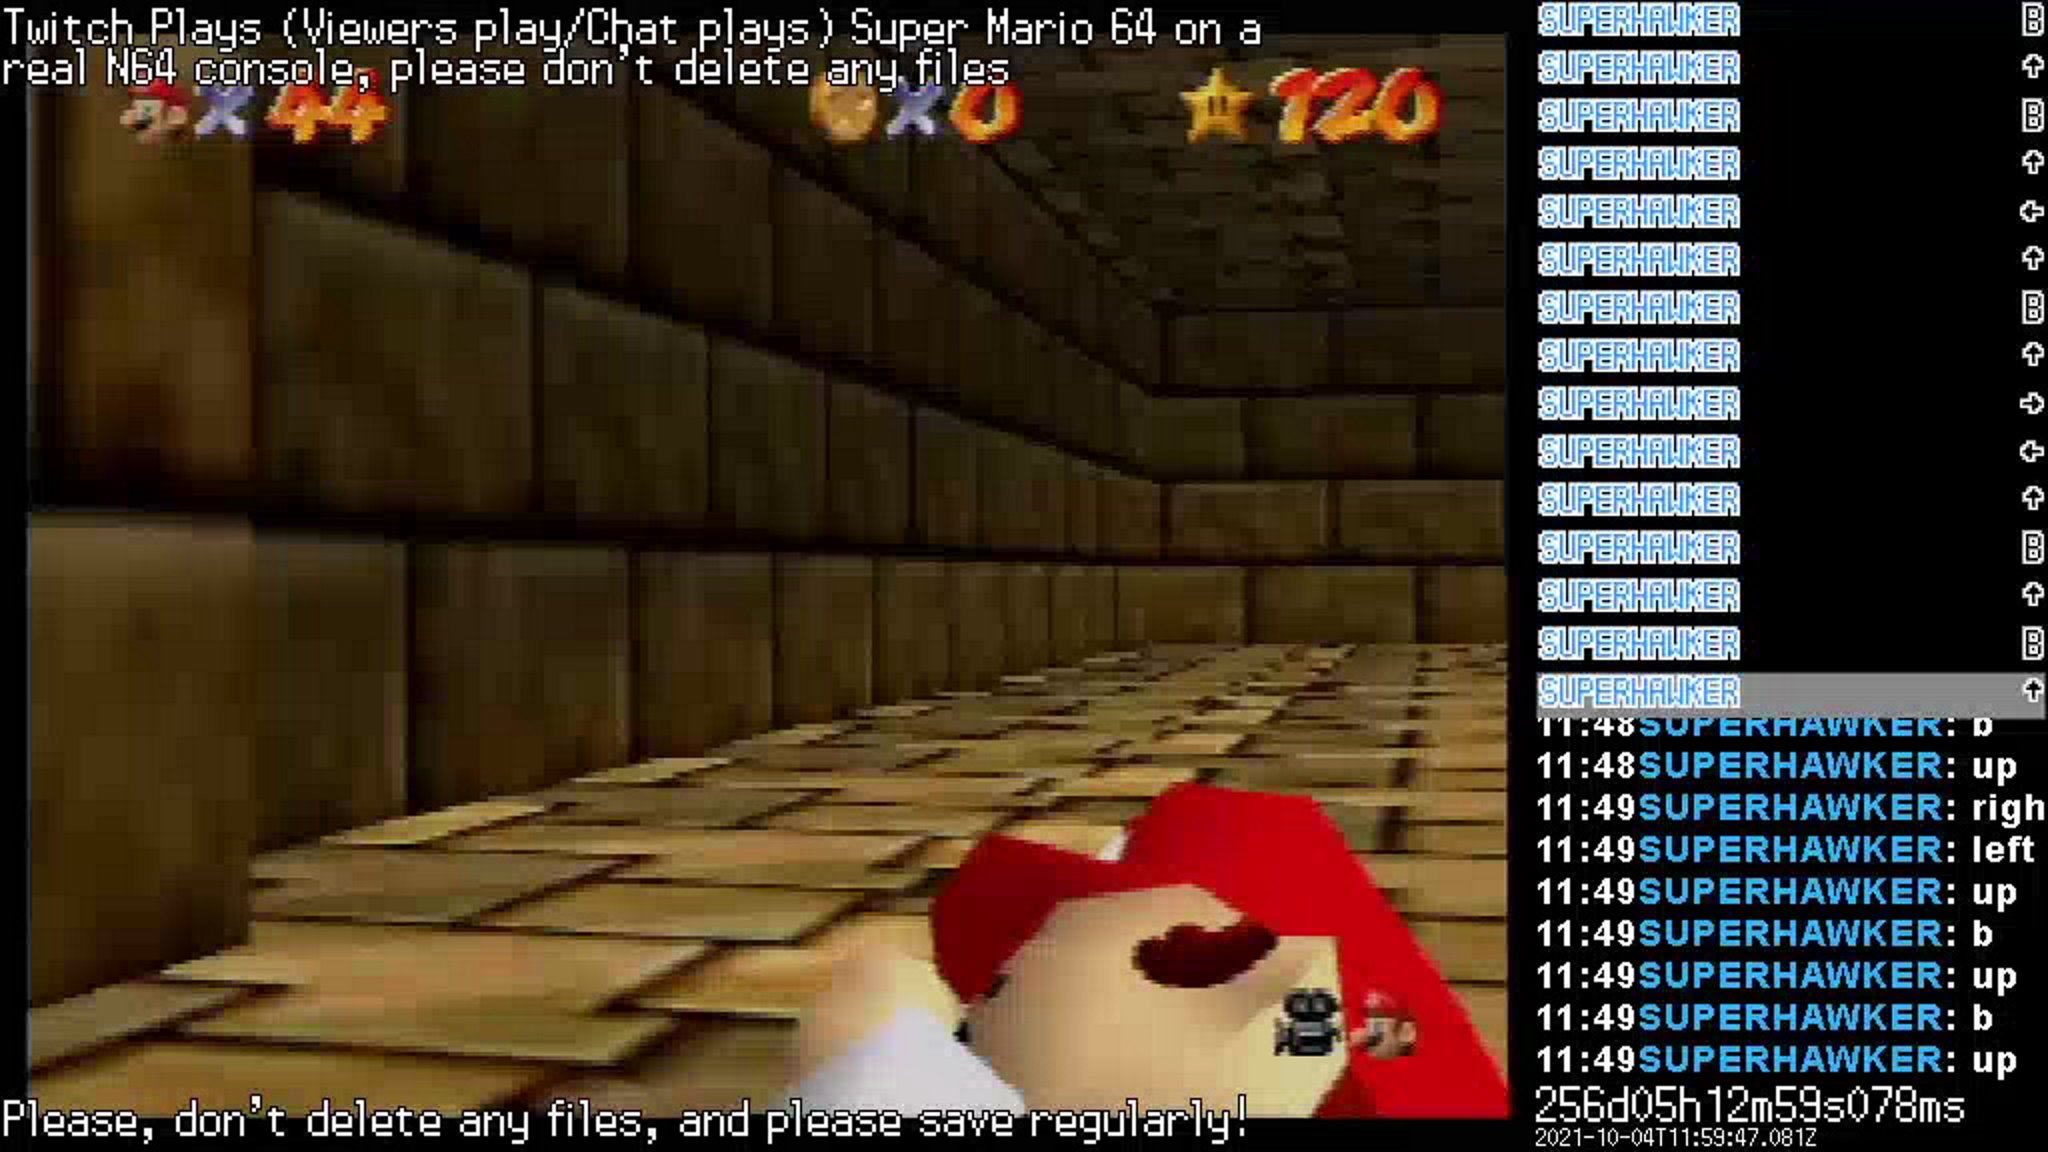 Twitch Plays (Viewers play/Chat plays) Super Mario 64 on a
real N64 console, please don't delete any files
x 44
x 0
120
SUPERHAWKER B
SUPERHAWKER ↑
SUPERHAWKER B
SUPERHAWKER ↑
SUPERHAWKER ←
SUPERHAWKER ↑
SUPERHAWKER B
SUPERHAWKER ↑
SUPERHAWKER →
SUPERHAWKER ←
SUPERHAWKER ↑
SUPERHAWKER B
SUPERHAWKER ↑
SUPERHAWKER B
SUPERHAWKER ↑
11:48SUPERHAWKER: b
11:48SUPERHAWKER: up
11:49SUPERHAWKER: righ
11:49SUPERHAWKER: left
11:49SUPERHAWKER: up
11:49SUPERHAWKER: b
11:49SUPERHAWKER: up
11:49SUPERHAWKER: b
11:49SUPERHAWKER: up
256d05h12m59s078ms
2021-10-04T11:59:47.081Z
Please, don't delete any files, and please save regularly!